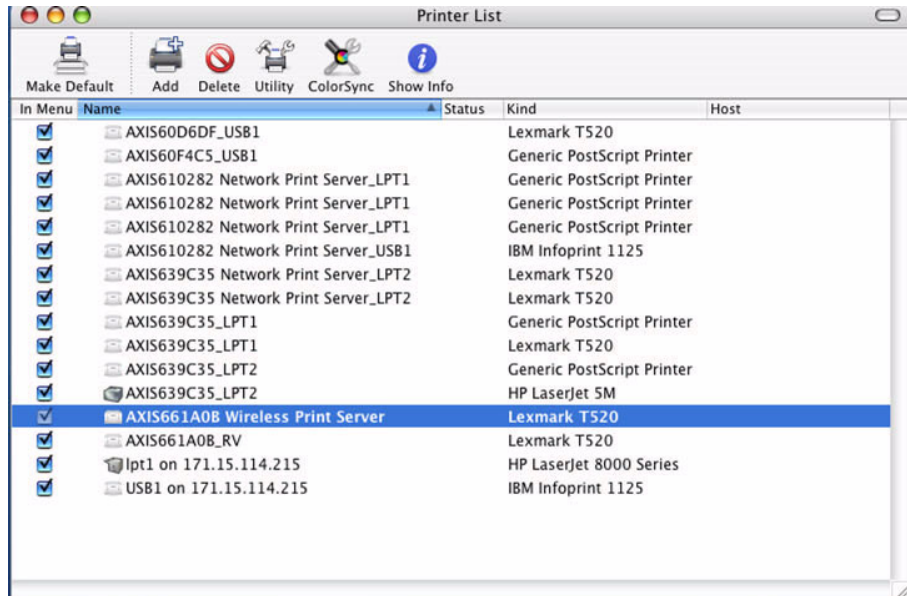 Printer List
Make Default Add Delete Utility ColorSync Show Info
In Menu Name Status Kind Host
AXIS60D6DF_USB1 Lexmark T520
AXIS60F4C5_USB1 Generic PostScript Printer
AXIS610282 Network Print Server_LPT1 Generic PostScript Printer
AXIS610282 Network Print Server_LPT1 Generic PostScript Printer
AXIS610282 Network Print Server_LPT1 Generic PostScript Printer
AXIS610282 Network Print Server_USB1 IBM Infoprint 1125
AXIS639C35 Network Print Server_LPT2 Lexmark T520
AXIS639C35 Network Print Server_LPT2 Lexmark T520
AXIS639C35_LPT1 Generic PostScript Printer
AXIS639C35_LPT1 Lexmark T520
AXIS639C35_LPT2 Generic PostScript Printer
AXIS639C35_LPT2 HP LaserJet 5M
AXIS661A0B Wireless Print Server Lexmark T520
AXIS661A0B_RV Lexmark T520
lpt1 on 171.15.114.215 HP LaserJet 8000 Series
USB1 on 171.15.114.215 IBM Infoprint 1125